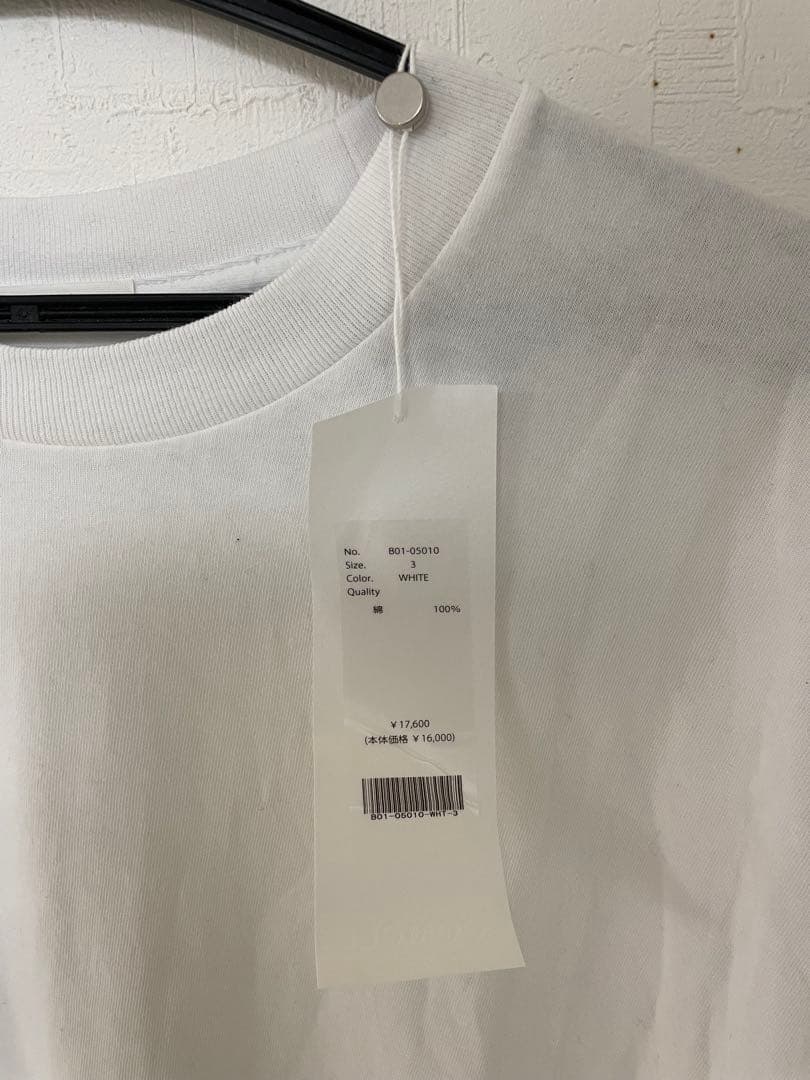 No. B01-05010
Size. 3
Color. WHITE
Quality
綿 100%
¥17,600
(本体価格 ¥16,000)
B01-05010-WHT-3